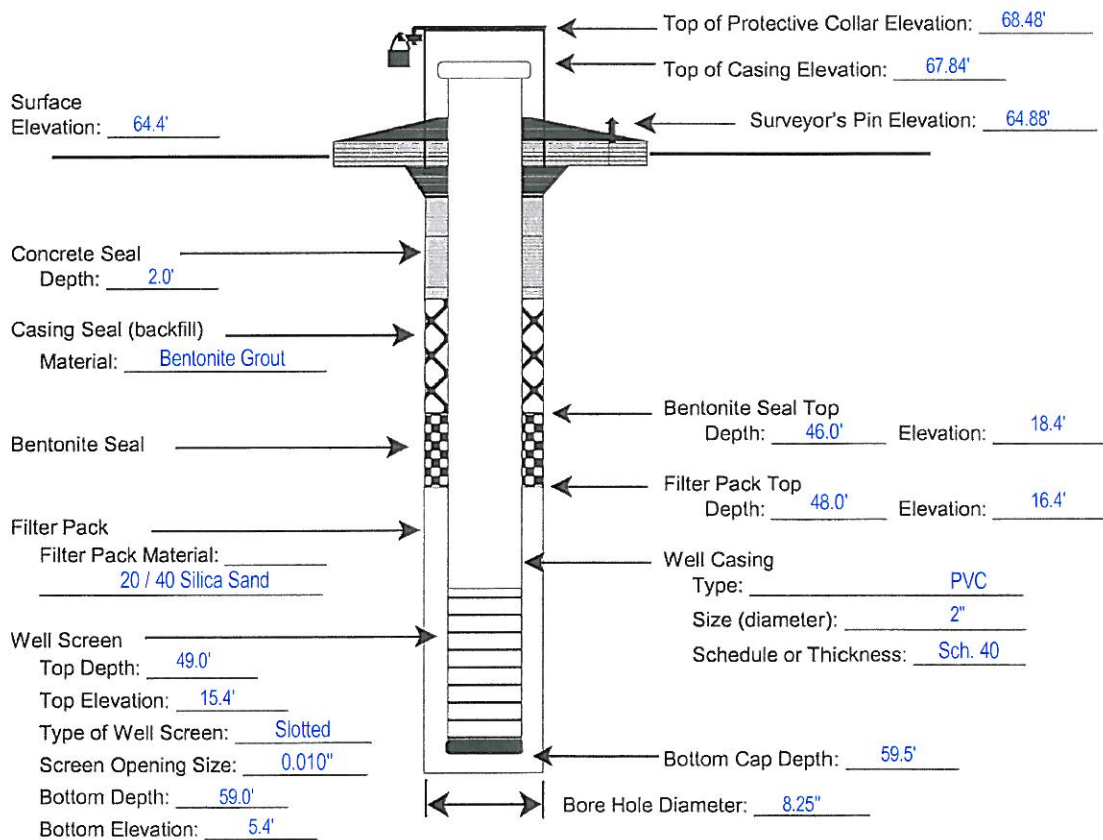 Top of Protective Collar Elevation: 68.48'
Top of Casing Elevation: 67.84'
Surface
Elevation: 64.4'
Surveyor's Pin Elevation: 64.88'
Concrete Seal
Depth: 2.0'
Casing Seal (backfill)
Material: Bentonite Grout
Bentonite Seal Top
Depth: 46.0' Elevation: 18.4'
Bentonite Seal
Filter Pack Top
Depth: 48.0' Elevation: 16.4'
Filter Pack
Filter Pack Material:
20 / 40 Silica Sand
Well Casing
Type: PVC
Size (diameter): 2"
Schedule or Thickness: Sch. 40
Well Screen
Top Depth: 49.0'
Top Elevation: 15.4'
Type of Well Screen: Slotted
Screen Opening Size: 0.010"
Bottom Depth: 59.0'
Bottom Elevation: 5.4'
Bottom Cap Depth: 59.5'
Bore Hole Diameter: 8.25"